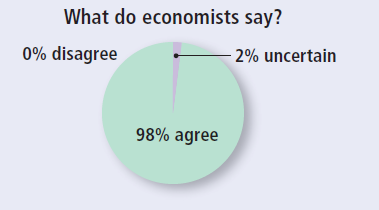 What do economists say?
0% disagree
2% uncertain
98% agree